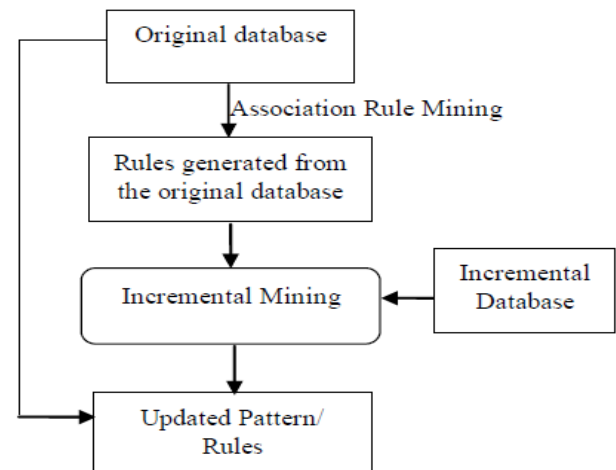 Original database
Association Rule Mining
Rules generated from
the original database
Incremental Mining
Incremental
Database
Updated Pattern/
Rules